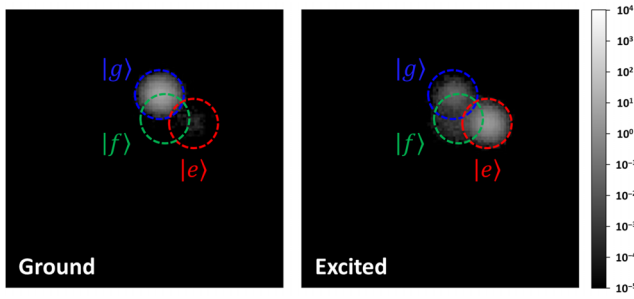 |g⟩
|f⟩
|e⟩
Ground
|g⟩
|f⟩
|e⟩
Excited
10⁴
10³
10²
10¹
10⁰
10⁻¹
10⁻²
10⁻³
10⁻⁴
10⁻⁵